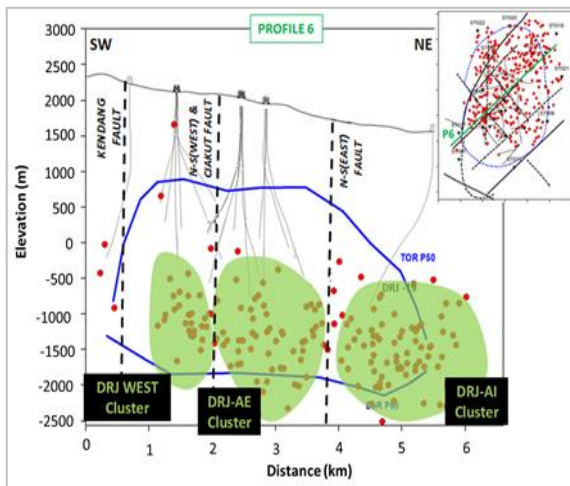 SW
PROFILE 6
NE
KENDANG
FAULT
N-S(WEST) &
CIAKUT FAULT
N-S(EAST)
FAULT
Elevation (m)
3000
2500
2000
1500
1000
500
0
-500
-1000
-1500
-2000
-2500
TOR P50
DRJ WEST
Cluster
DRJ-AE
Cluster
DRJ-AI
Cluster
0 1 2 3 4 5 6
Distance (km)
P6